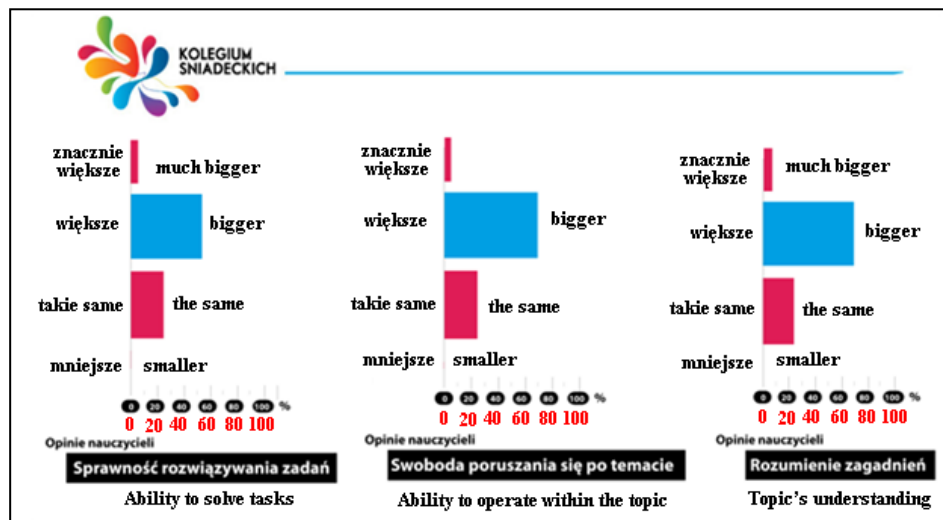 KOLEGIUM
SNIADECKICH
znacznie
większe
much bigger
większe
bigger
takie same
the same
mniejsze
smaller
0 20 40 60 80 100 %
0 20 40 60 80 100
Opinie nauczycieli
Sprawność rozwiązywania zadań
Ability to solve tasks
znacznie
większe
większe
bigger
takie same
the same
mniejsze
smaller
0 20 40 60 80 100 %
0 20 40 60 80 100
Opinie nauczycieli
Swoboda poruszania się po temacie
Ability to operate within the topic
znacznie
większe
much bigger
większe
bigger
takie same
the same
mniejsze
smaller
0 20 40 60 80 100 %
0 20 40 60 80 100
Opinie nauczycieli
Rozumienie zagadnień
Topic's understanding